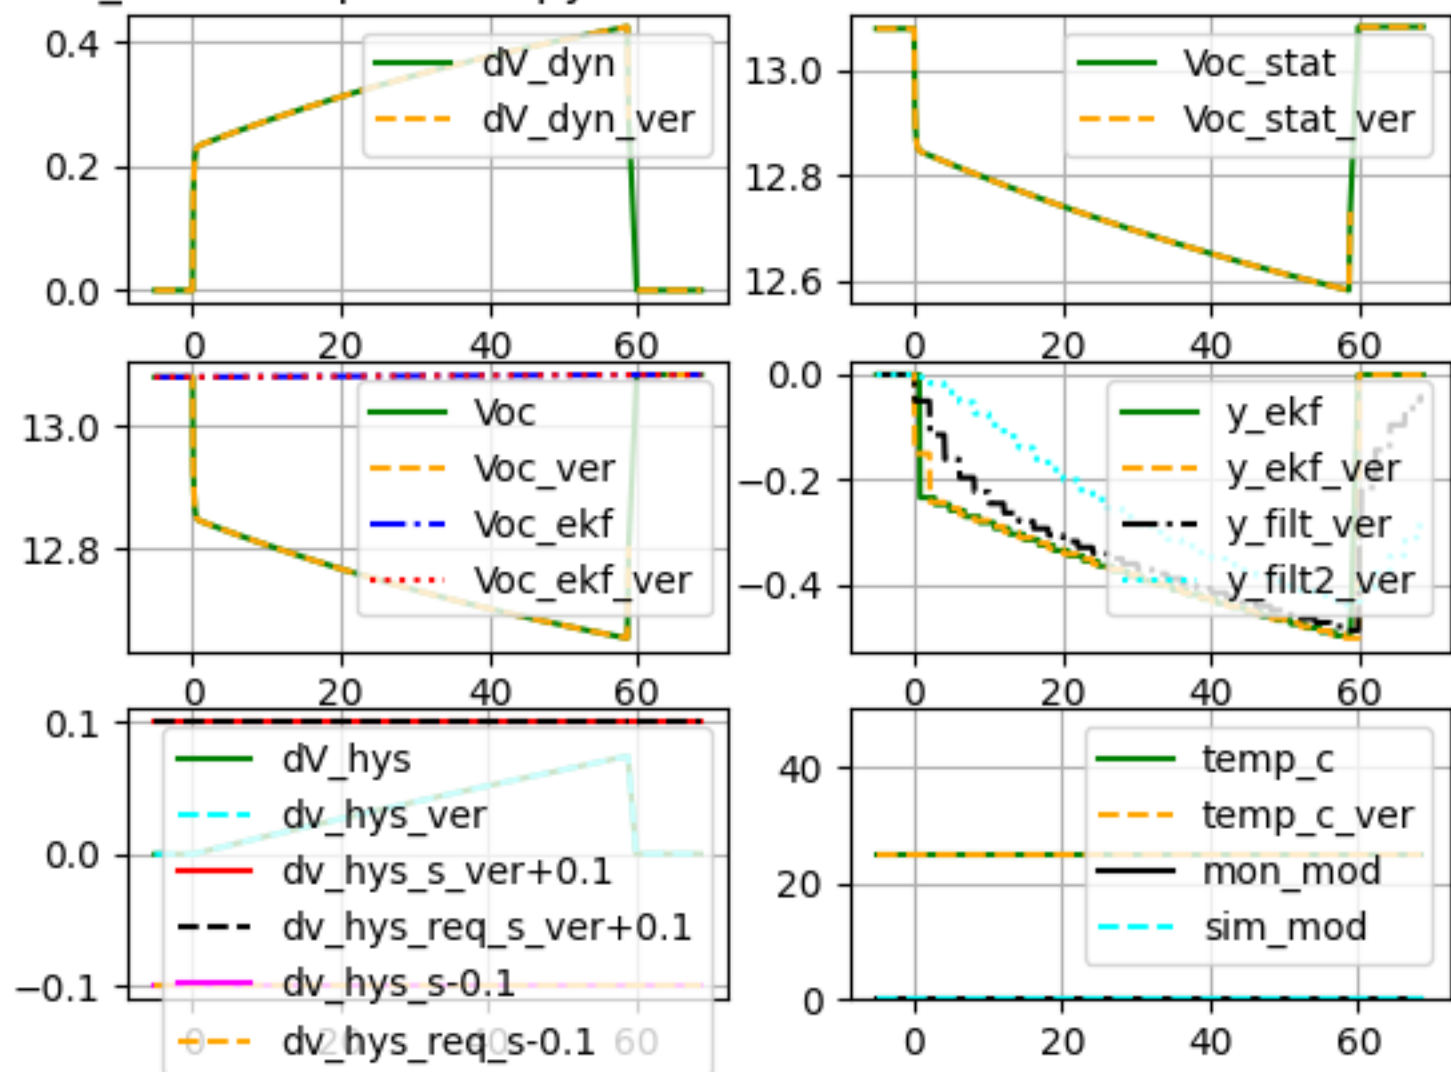 0.4
0.2
0.0
dV_dyn
dV_dyn_ver
0 20 40 60
13.0
12.8
12.6
Voc_stat
Voc_stat_ver
0 20 40 60
13.0
12.8
Voc
Voc_ver
Voc_ekf
Voc_ekf_ver
0 20 40 60
0.0
−0.2
−0.4
y_ekf
y_ekf_ver
y_filt_ver
y_filt2_ver
0 20 40 60
0.1
0.0
−0.1
dV_hys
dv_hys_ver
dv_hys_s_ver+0.1
dv_hys_req_s_ver+0.1
dv_hys_s-0.1
dv_hys_req_s-0.1
0 20 40 60
40
20
0
temp_c
temp_c_ver
mon_mod
sim_mod
0 20 40 60